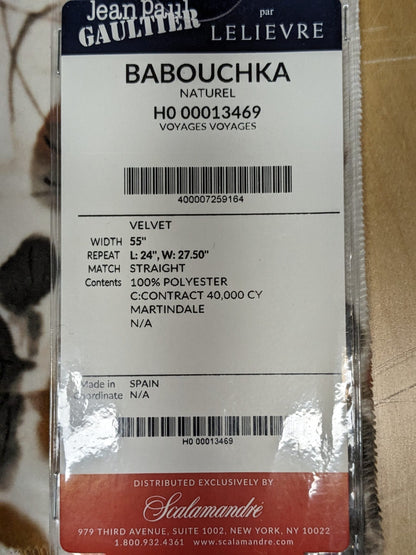 Jean Paul
GAULTIER par LELIEVRE
BABOUCHKA
NATUREL
H0 00013469
VOYAGES VOYAGES
400007259164
VELVET
WIDTH 55"
REPEAT L: 24", W: 27.50"
MATCH STRAIGHT
Contents 100% POLYESTER
C:CONTRACT 40,000 CY
MARTINDALE
N/A
Made in SPAIN
Coordinate N/A
H0 00013469
DISTRIBUTED EXCLUSIVELY BY
Scalamandré
979 THIRD AVENUE, SUITE 1002, NEW YORK, NY 10022
1.800.932.4361 www.scalamandre.com